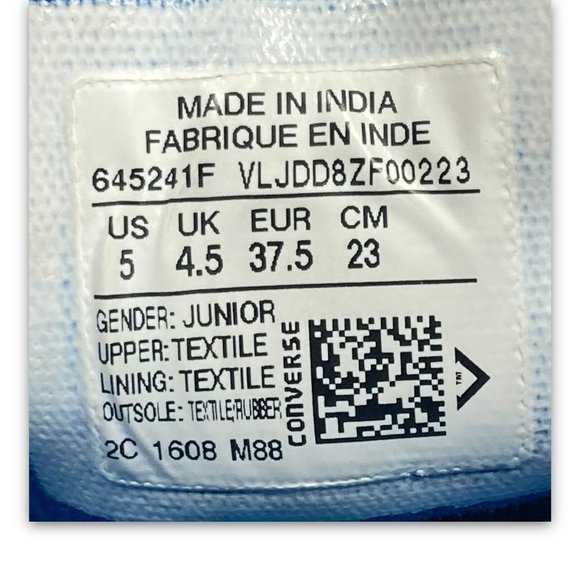 MADE IN INDIA
FABRIQUE EN INDE
645241F VLJDD8ZF00223
US UK EUR CM
5 4.5 37.5 23
GENDER: JUNIOR
UPPER: TEXTILE
LINING: TEXTILE
OUTSOLE: TEXTILE/RUBBER
2C 1608 M88
CONVERSE
TM